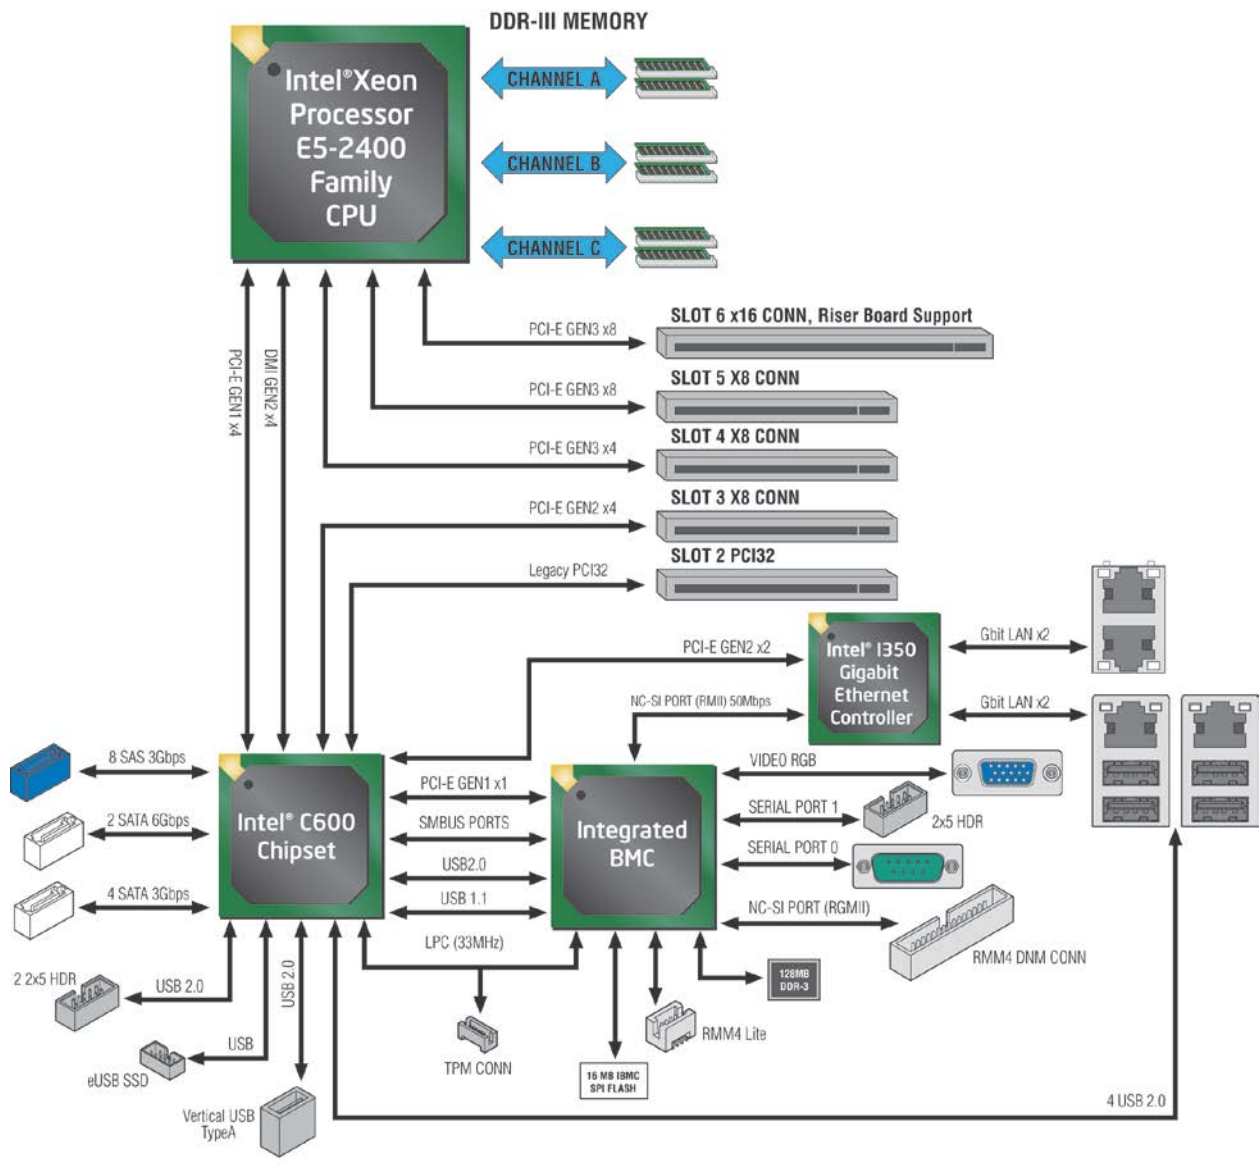 DDR-III MEMORY
Intel®Xeon
Processor
E5-2400
Family
CPU
CHANNEL A
CHANNEL B
CHANNEL C
PCI-E GEN1 x4
DMI GEN2 x4
SLOT 6 x16 CONN, Riser Board Support
PCI-E GEN3 x8
SLOT 5 X8 CONN
PCI-E GEN3 x8
SLOT 4 X8 CONN
PCI-E GEN3 x4
SLOT 3 X8 CONN
PCI-E GEN2 x4
SLOT 2 PCI32
Legacy PCI32
PCI-E GEN2 x2
Intel® I350
Gigabit
Ethernet
Controller
Gbit LAN x2
Gbit LAN x2
NC-SI PORT (RMII) 50Mbps
8 SAS 3Gbps
2 SATA 6Gbps
4 SATA 3Gbps
Intel® C600
Chipset
PCI-E GEN1 x1
SMBUS PORTS
USB2.0
USB 1.1
LPC (33MHz)
Integrated
BMC
VIDEO RGB
SERIAL PORT 1
2x5 HDR
SERIAL PORT 0
NC-SI PORT (RGMII)
RMM4 DNM CONN
2 2x5 HDR
USB 2.0
USB 2.0
USB
eUSB SSD
Vertical USB
TypeA
TPM CONN
16 MB IBMC
SPI FLASH
RMM4 Lite
128MB
DDR-3
4 USB 2.0